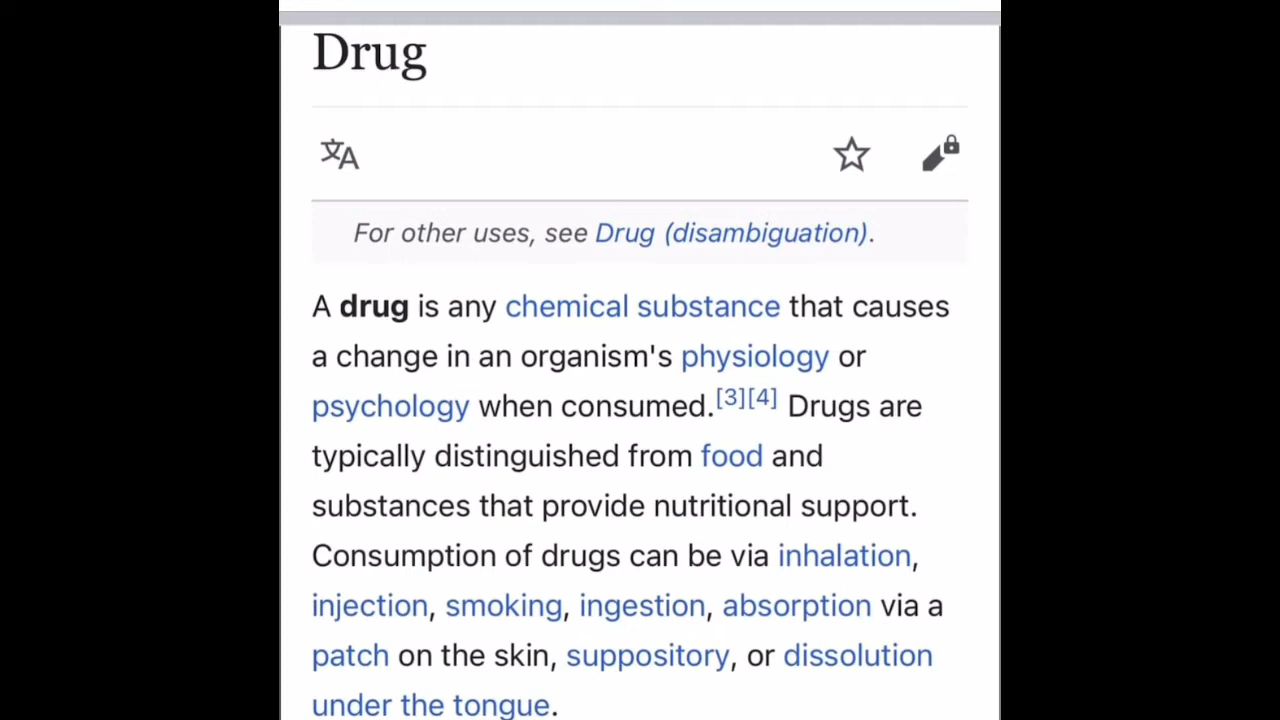 Drug
文A
For other uses, see Drug (disambiguation).
A drug is any chemical substance that causes
a change in an organism's physiology or
psychology when consumed.[3][4] Drugs are
typically distinguished from food and
substances that provide nutritional support.
Consumption of drugs can be via inhalation,
injection, smoking, ingestion, absorption via a
patch on the skin, suppository, or dissolution
under the tongue.